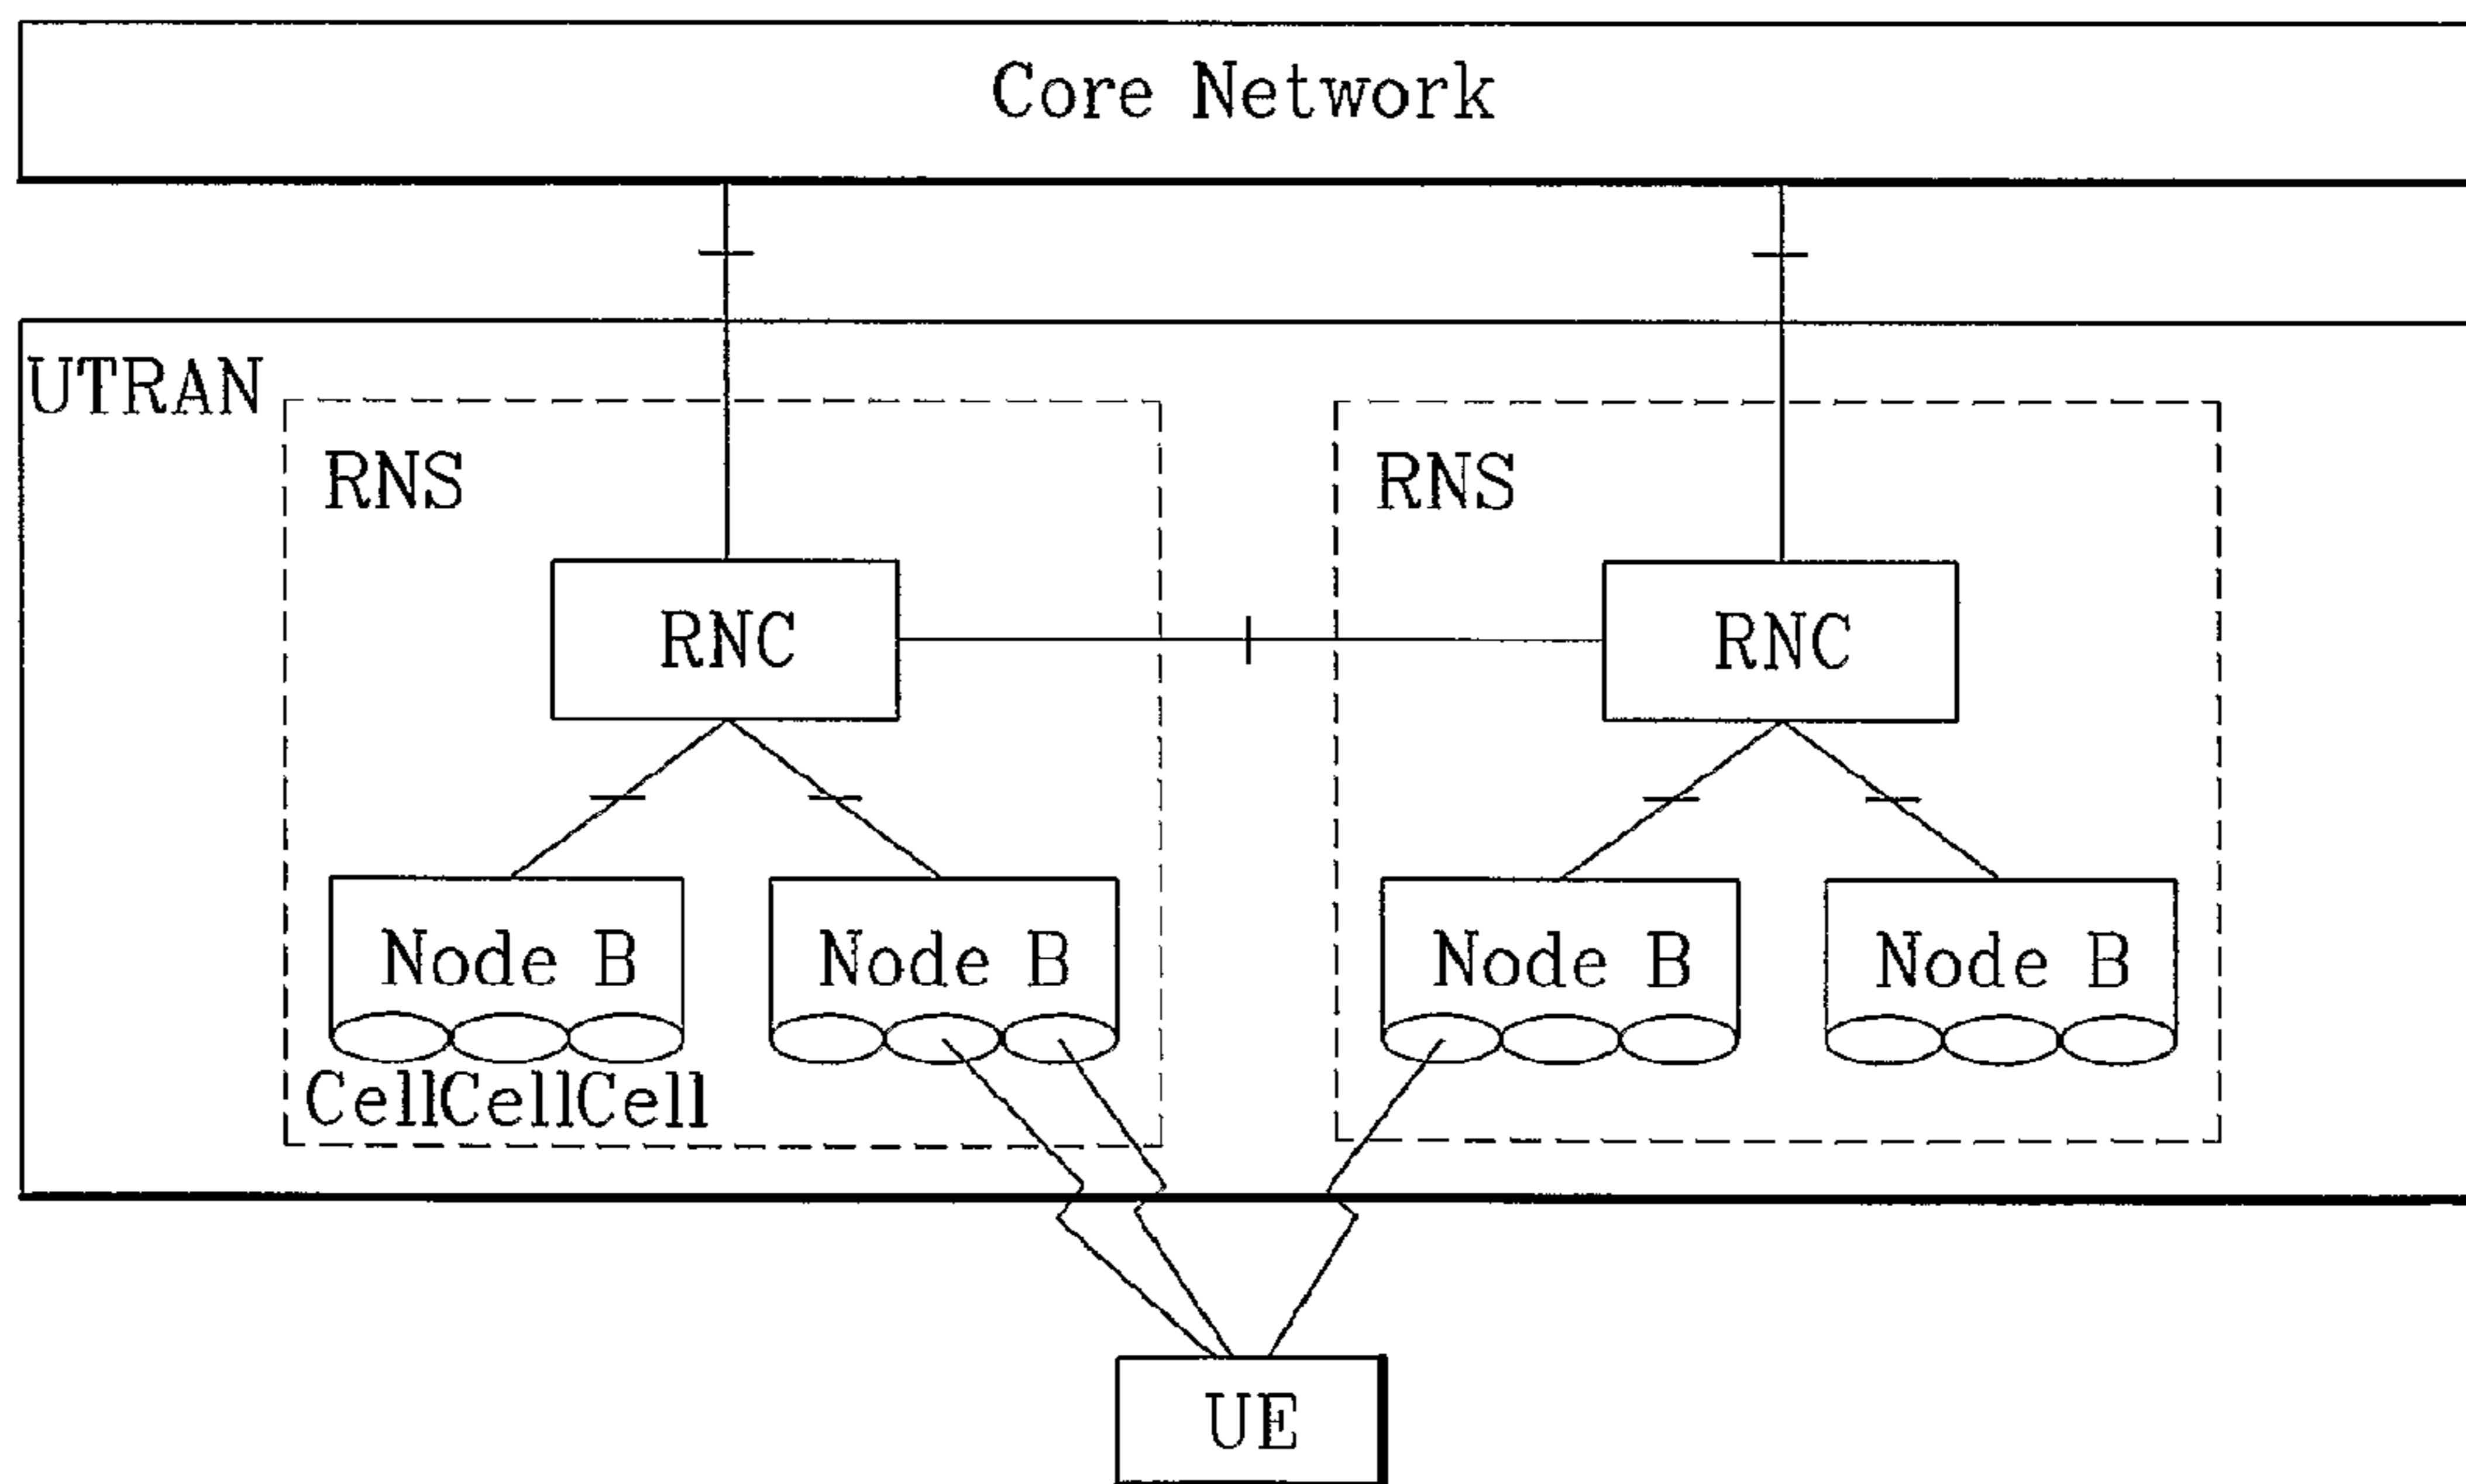 Core Network
UTRAN
RNS
RNS
RNC
RNC
Node B
Node B
Node B
Node B
CellCellCell
UE